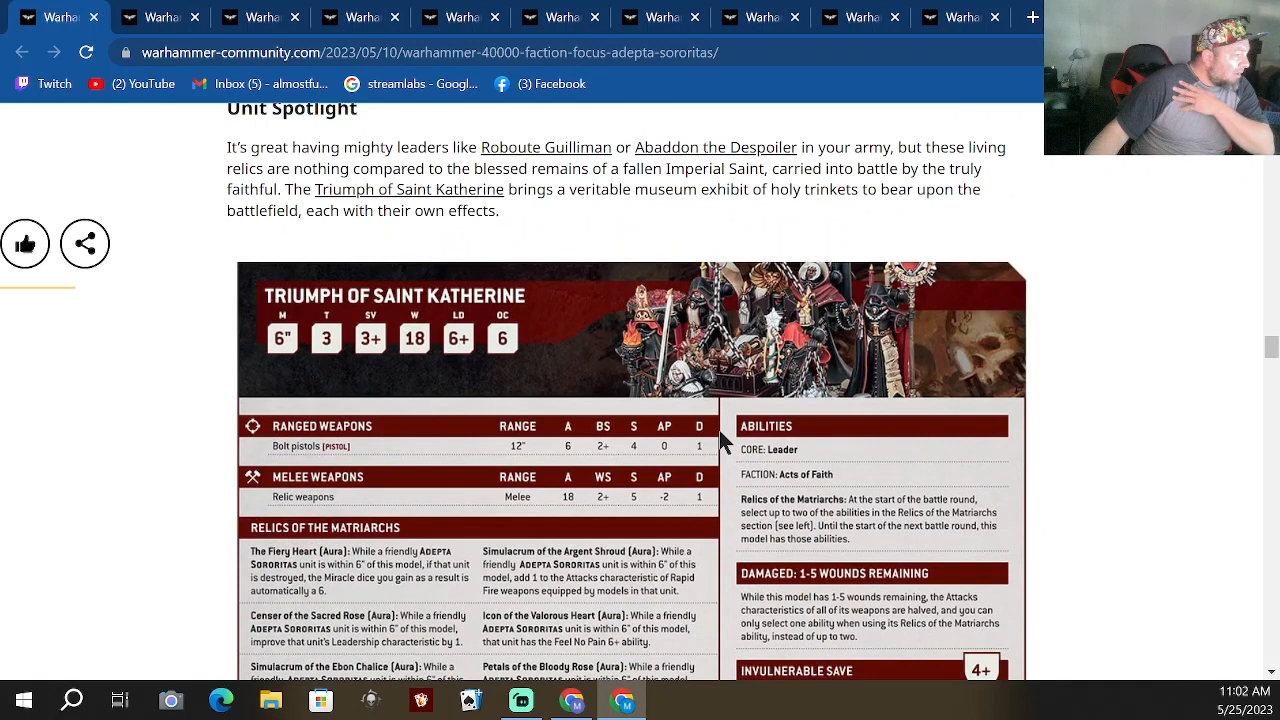 Warha
Warha
Warha
Warha
Warha
Warha
Warha
Warha
Warha
Warha
warhammer-community.com/2023/05/10/warhammer-40000-faction-focus-adepta-sororitas/
Twitch
(2) YouTube
Inbox (5) - almostfu...
streamlabs - Googl...
(3) Facebook
Unit Spotlight
It's great having mighty leaders like Roboute Guilliman or Abaddon the Despoiler in your army, but these living
relics are nothing compared to the blessed remains of a fallen Imperial Saint, carried into battle by the truly
faithful. The Triumph of Saint Katherine brings a veritable museum exhibit of holy trinkets to bear upon the
battlefield, each with their own effects.
TRIUMPH OF SAINT KATHERINE
M T SV W LD OC
6" 3 3+ 18 6+ 6
RANGED WEAPONS RANGE A BS S AP D
Bolt pistols [PISTOL] 12" 6 2+ 4 0 1
MELEE WEAPONS RANGE A WS S AP D
Relic weapons Melee 18 2+ 5 -2 1
RELICS OF THE MATRIARCHS
The Fiery Heart (Aura): While a friendly ADEPTA
SORORITAS unit is within 6" of this model, if that unit
is destroyed, the Miracle dice you gain as a result is
automatically a 6.
Censer of the Sacred Rose (Aura): While a friendly
ADEPTA SORORITAS unit is within 6" of this model,
improve that unit's Leadership characteristic by 1.
Simulacrum of the Ebon Chalice (Aura): While a
Simulacrum of the Argent Shroud (Aura): While a
friendly ADEPTA SORORITAS unit is within 6" of this
model, add 1 to the Attacks characteristic of Rapid
Fire weapons equipped by models in that unit.
Icon of the Valorous Heart (Aura): While a friendly
ADEPTA SORORITAS unit is within 6" of this model,
that unit has the Feel No Pain 6+ ability.
Petals of the Bloody Rose (Aura): While a friendly
ABILITIES
CORE: Leader
FACTION: Acts of Faith
Relics of the Matriarchs: At the start of the battle round,
select up to two of the abilities in the Relics of the Matriarchs
section (see left). Until the start of the next battle round, this
model has those abilities.
DAMAGED: 1-5 WOUNDS REMAINING
While this model has 1-5 wounds remaining, the Attacks
characteristics of all of its weapons are halved, and you can
only select one ability when using its Relics of the Matriarchs
ability, instead of up to two.
INVULNERABLE SAVE 4+
11:02 AM
5/25/2023